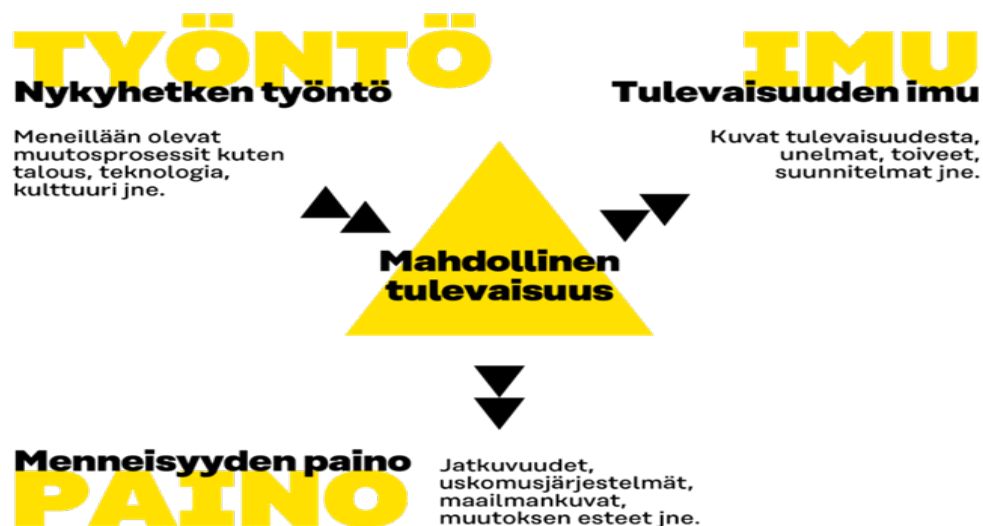 TYÖNTÖ
Nykyhetken työntö
Meneillään olevat
muutosprosessit kuten
talous, teknologia,
kulttuuri jne.
IMU
Tulevaisuuden imu
Kuvat tulevaisuudesta,
unelmat, toiveet,
suunnitelmat jne.
Mahdollinen
tulevaisuus
Menneisyyden paino
PAINO
Jatkuvuudet,
uskomusjärjestelmät,
maailmankuvat,
muutoksen esteet jne.